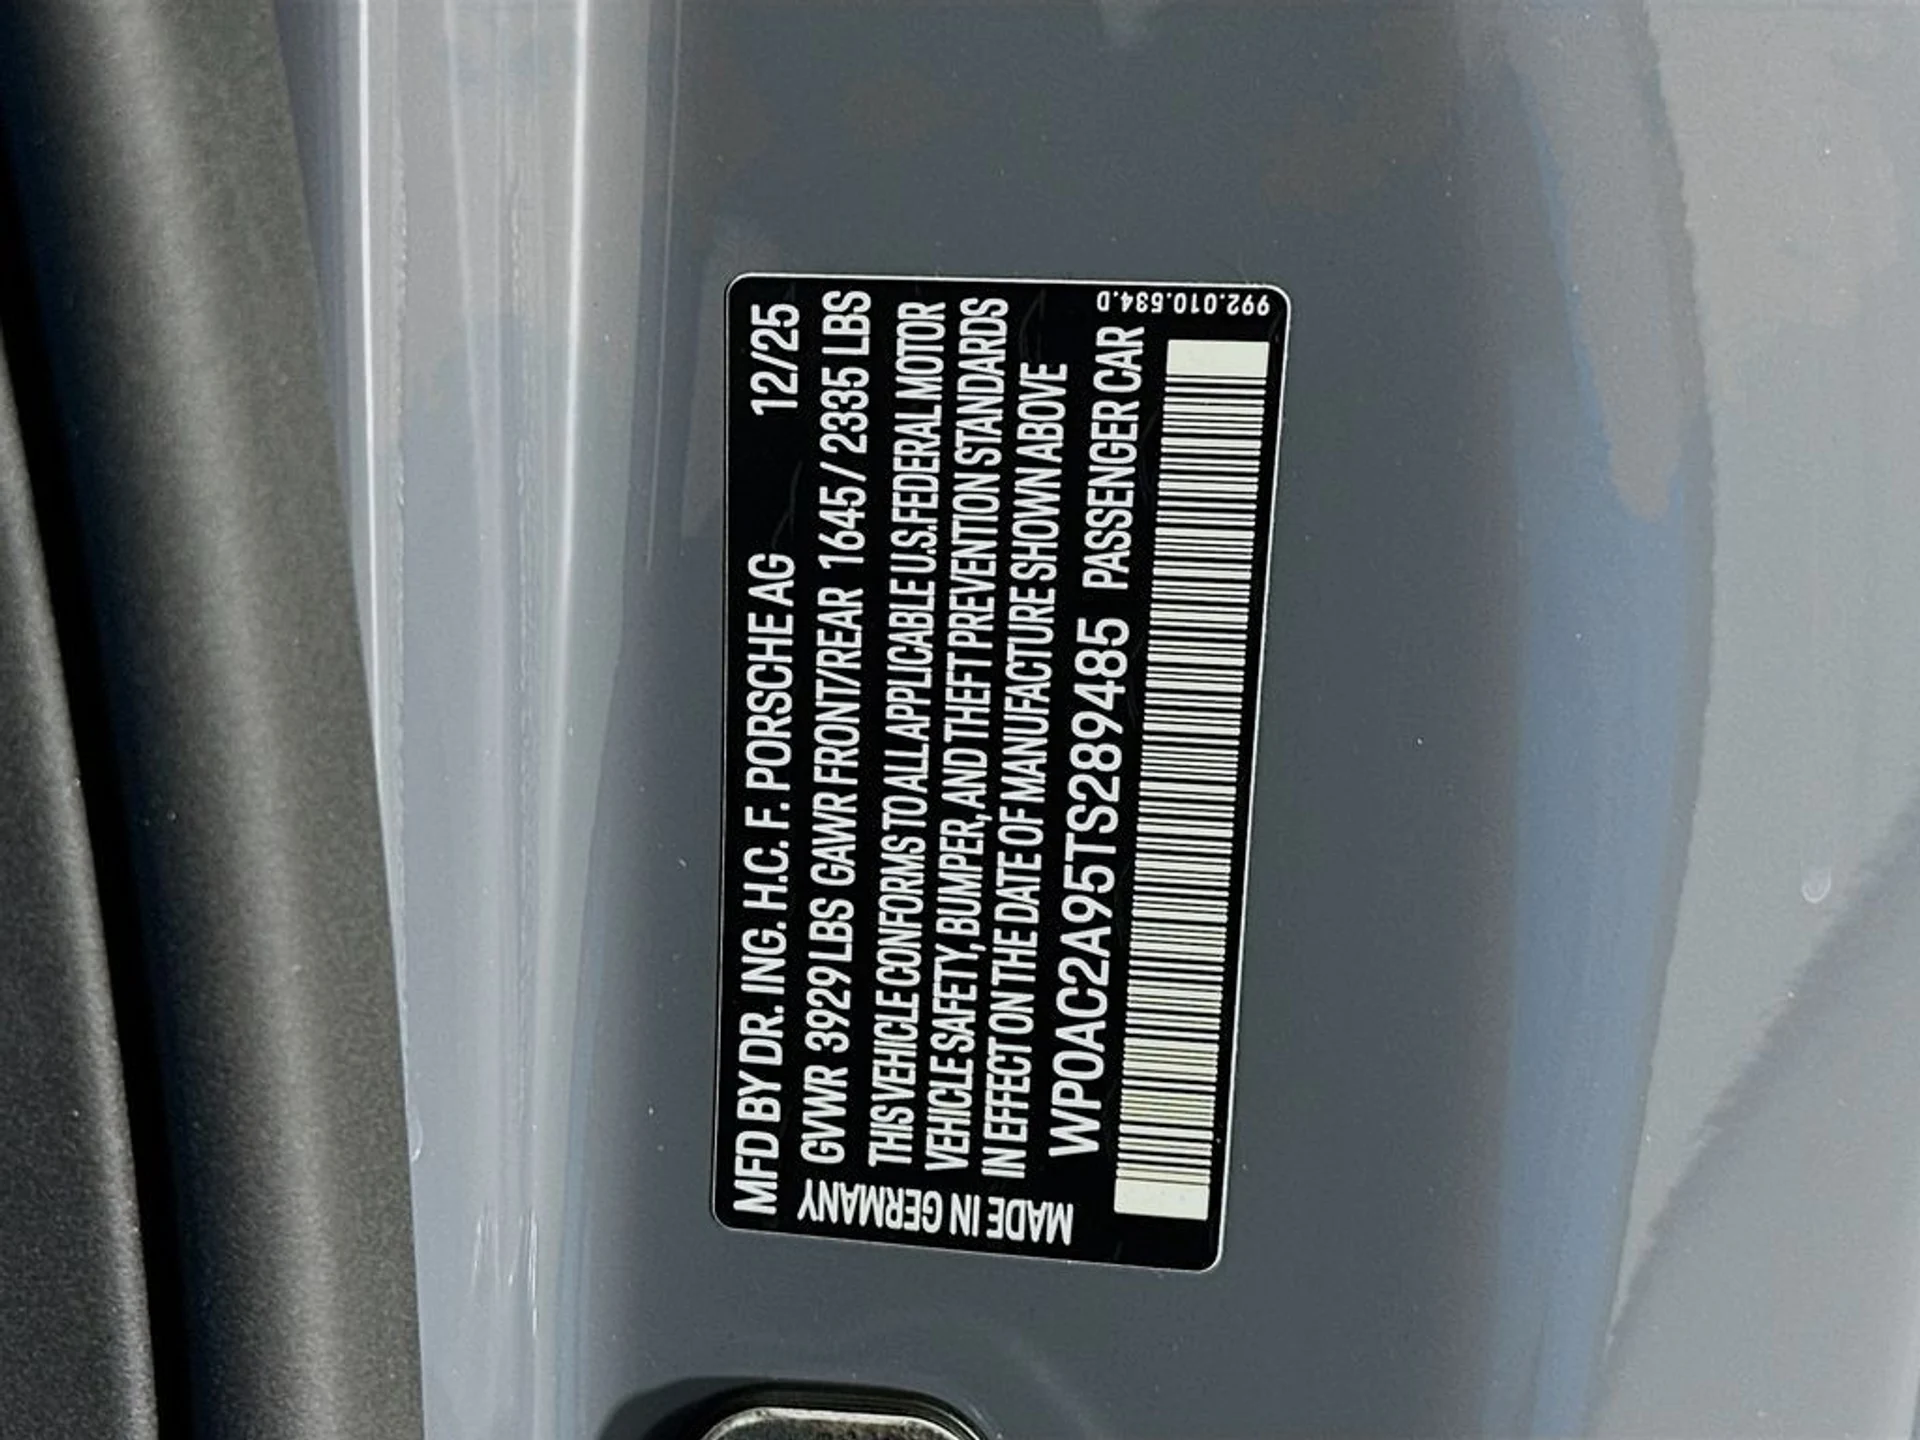 MFD BY DR. ING. H.C. F. PORSCHE AG 12/25
GVWR 3929 LBS GAWR FRONT/REAR 1645 / 2335 LBS
THIS VEHICLE CONFORMS TO ALL APPLICABLE U.S. FEDERAL MOTOR
VEHICLE SAFETY, BUMPER, AND THEFT PREVENTION STANDARDS
IN EFFECT ON THE DATE OF MANUFACTURE SHOWN ABOVE
WP0AC2A95TS289485 PASSENGER CAR
MADE IN GERMANY
992.010.534.D